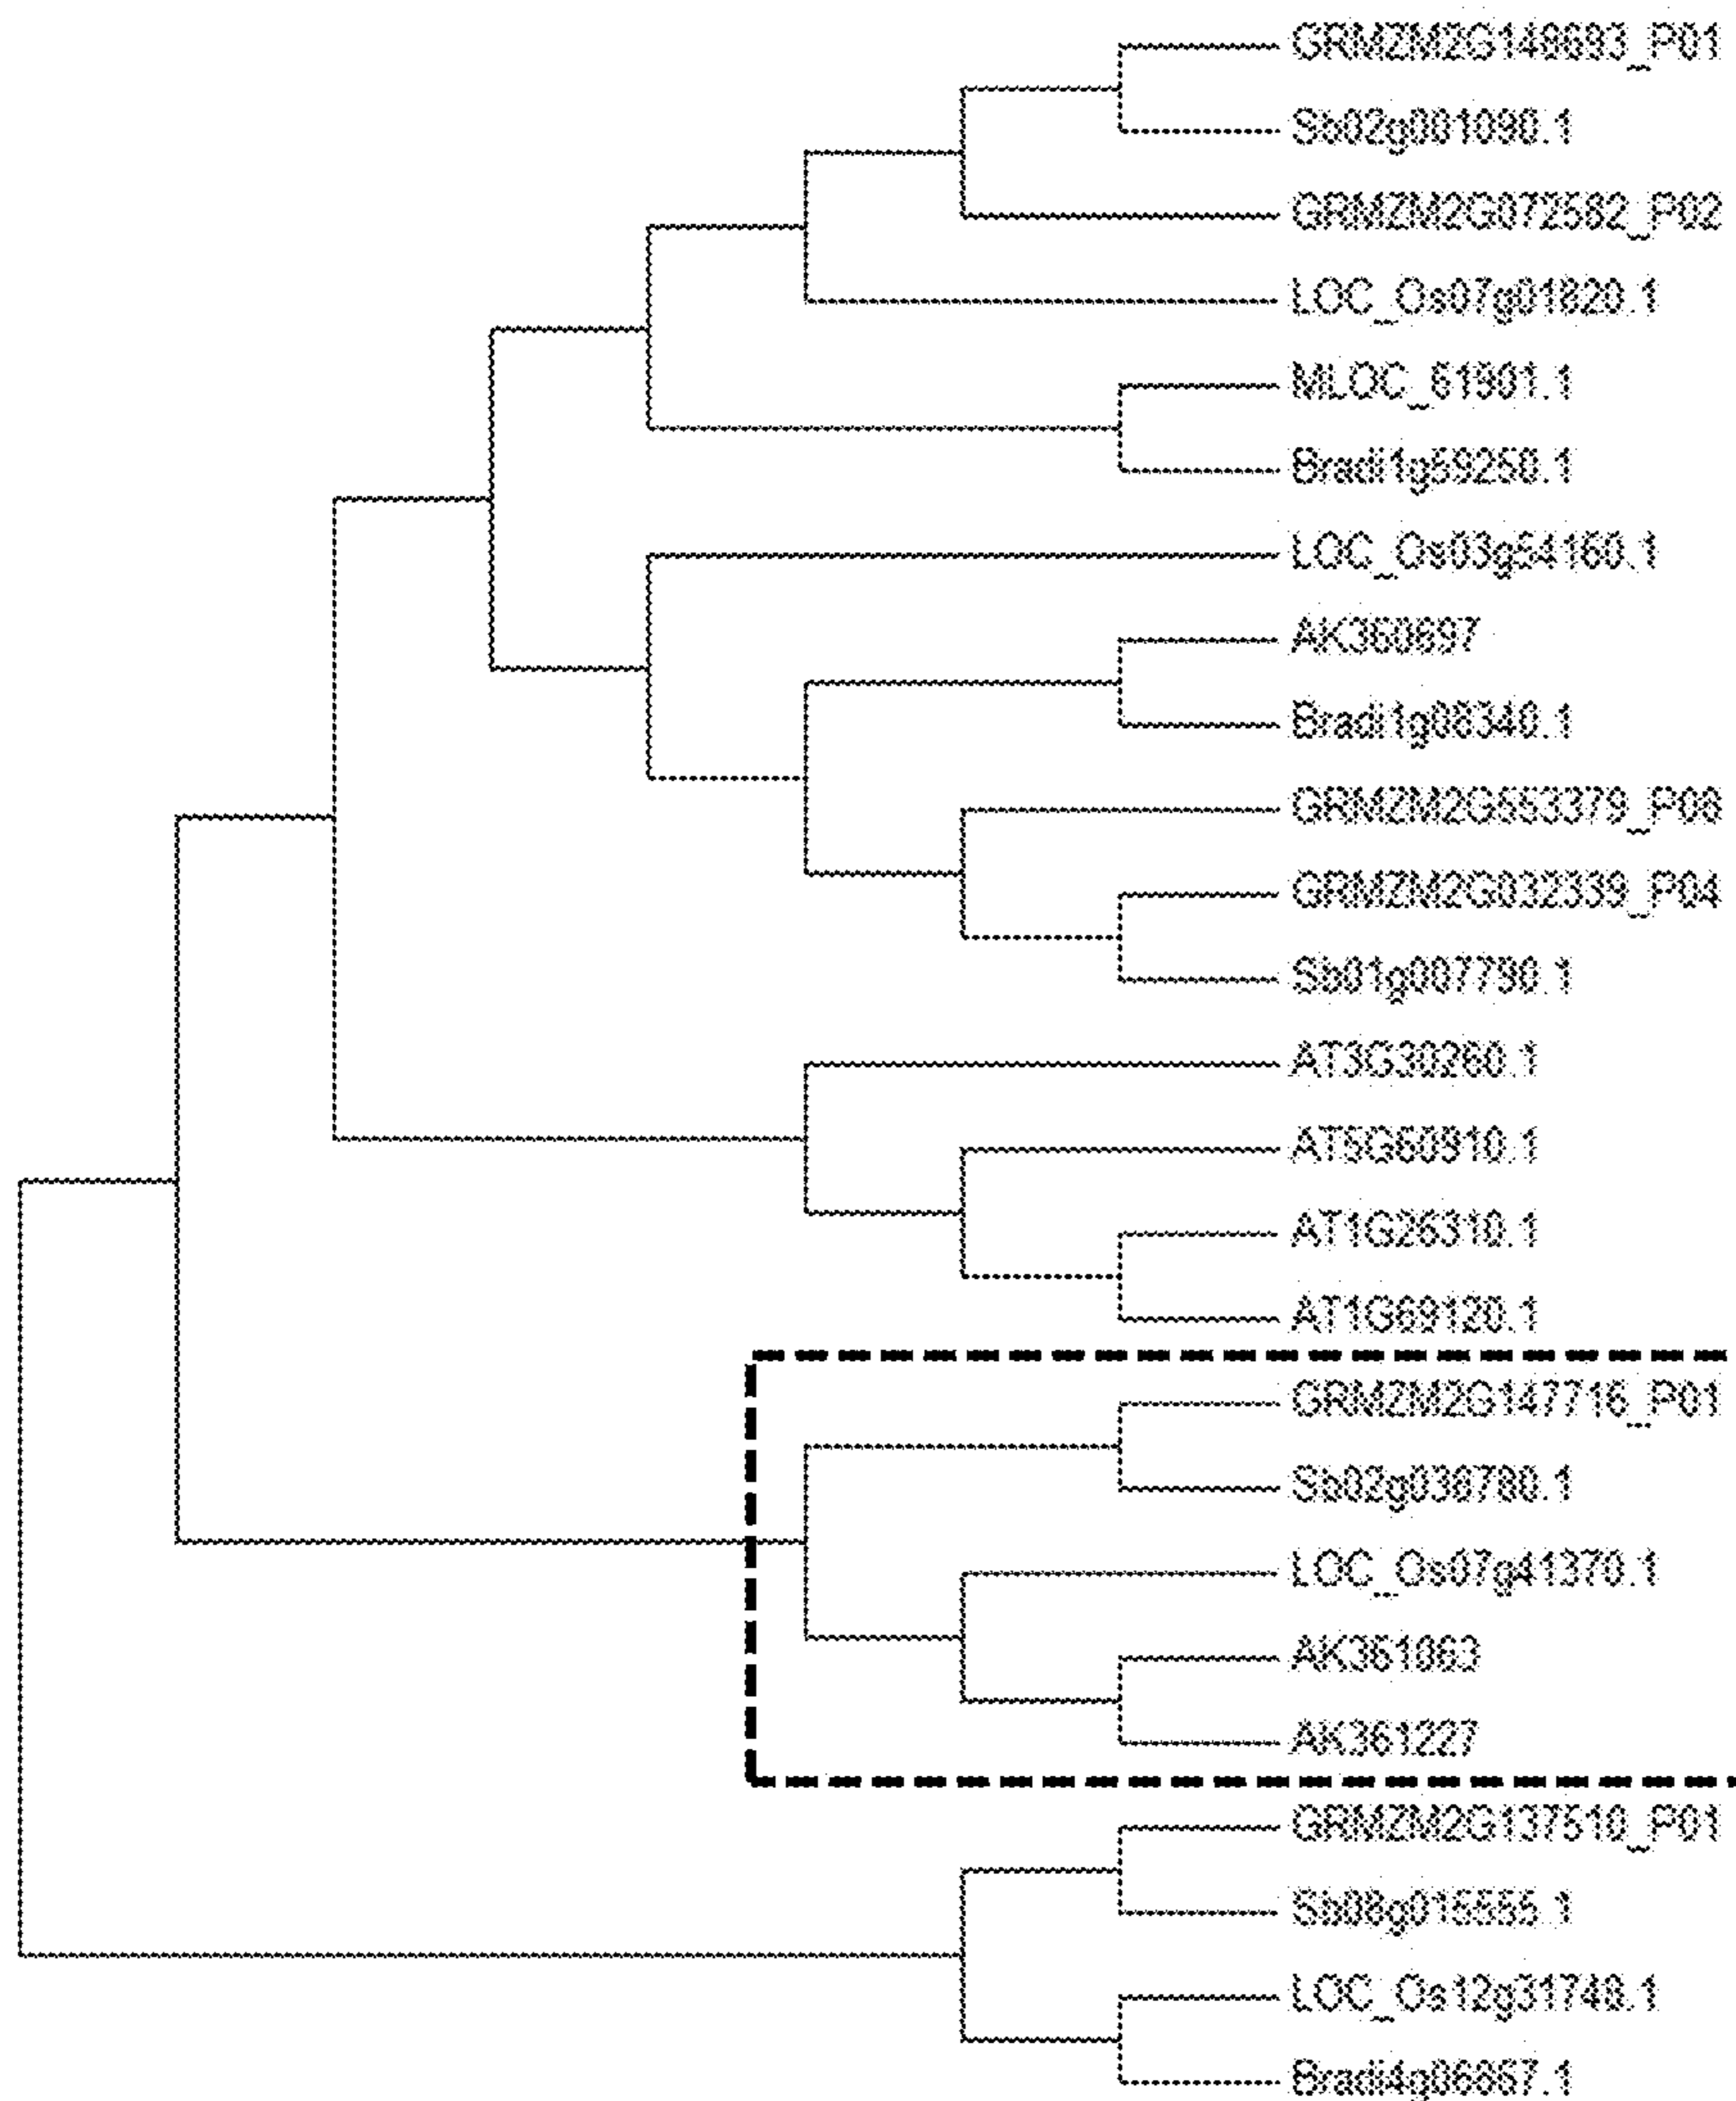 GRMZM2G148693_P01
Sb02g001090.1
GRMZM2G072582_P02
LOC_Os07g01820.1
MLOC_61901.1
Bradi1g59250.1
LOC_Os03g54160.1
AK360697
Bradi1g08340.1
GRMZM2G553379_P06
GRMZM2G032339_P04
Sb01g007790.1
AT3G30260.1
AT5G60910.1
AT1G26310.1
AT1G69120.1
GRMZM2G147716_P01
Sb02g036780.1
LOC_Os07g41370.1
AK361063
AK361227
GRMZM2G137510_P01
Sb08g015555.1
LOC_Os12g31748.1
Bradi4g06857.1